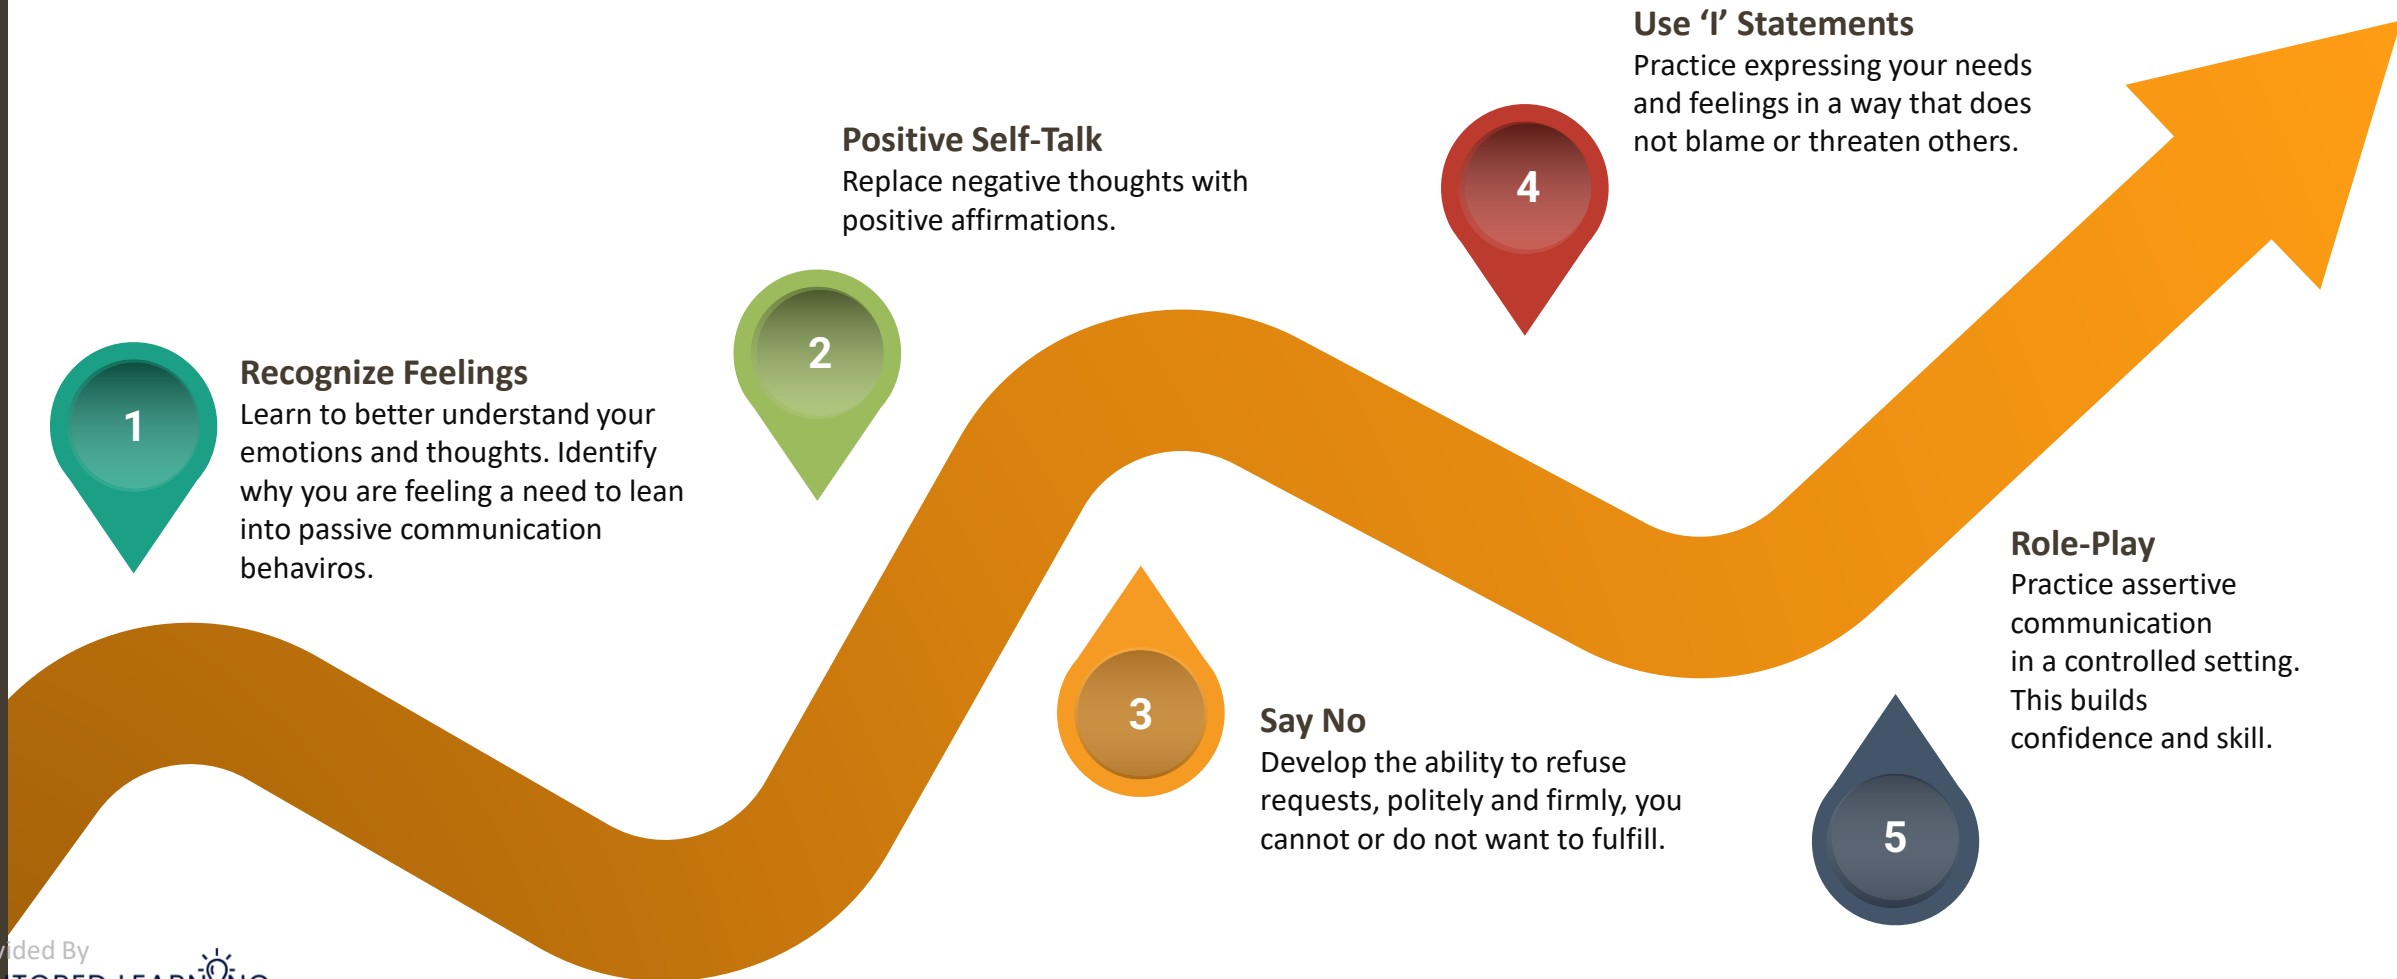 1
Recognize Feelings
Learn to better understand your
emotions and thoughts. Identify
why you are feeling a need to lean
into passive communication
behaviros.
2
Positive Self-Talk
Replace negative thoughts with
positive affirmations.
3
Say No
Develop the ability to refuse
requests, politely and firmly, you
cannot or do not want to fulfill.
4
Use ‘I’ Statements
Practice expressing your needs
and feelings in a way that does
not blame or threaten others.
5
Role-Play
Practice assertive
communication
in a controlled setting.
This builds
confidence and skill.
By